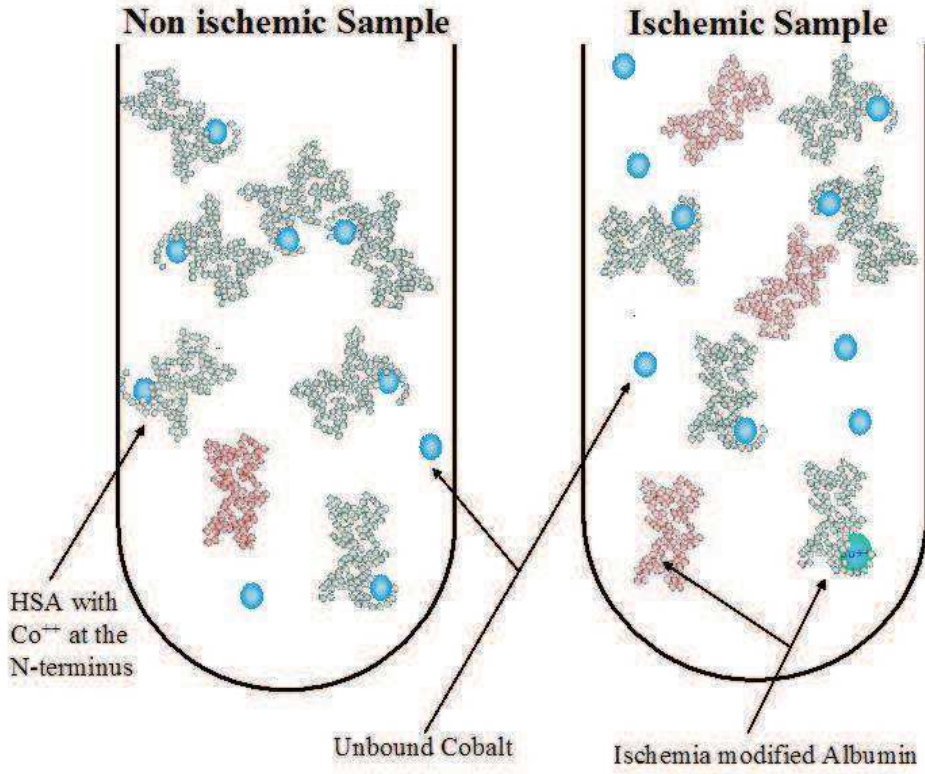 Non ischemic Sample
Ischemic Sample
HSA with
Co⁺⁺ at the
N-terminus
Unbound Cobalt
Ischemia modified Albumin